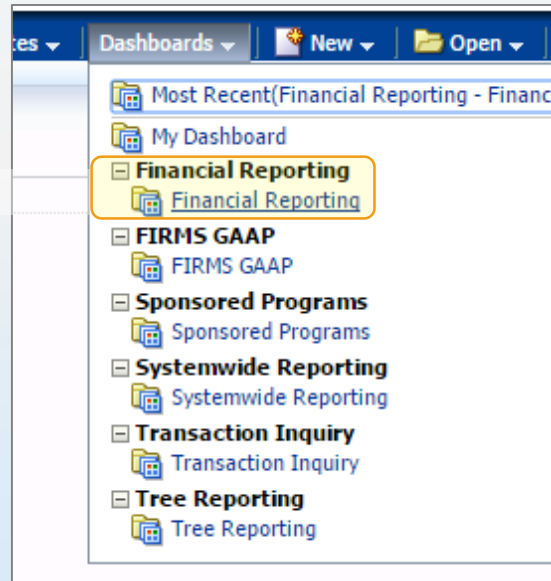 tes Dashboards New Open
Most Recent(Financial Reporting - Financ
My Dashboard
Financial Reporting
Financial Reporting
FIRMS GAAP
FIRMS GAAP
Sponsored Programs
Sponsored Programs
Systemwide Reporting
Systemwide Reporting
Transaction Inquiry
Transaction Inquiry
Tree Reporting
Tree Reporting